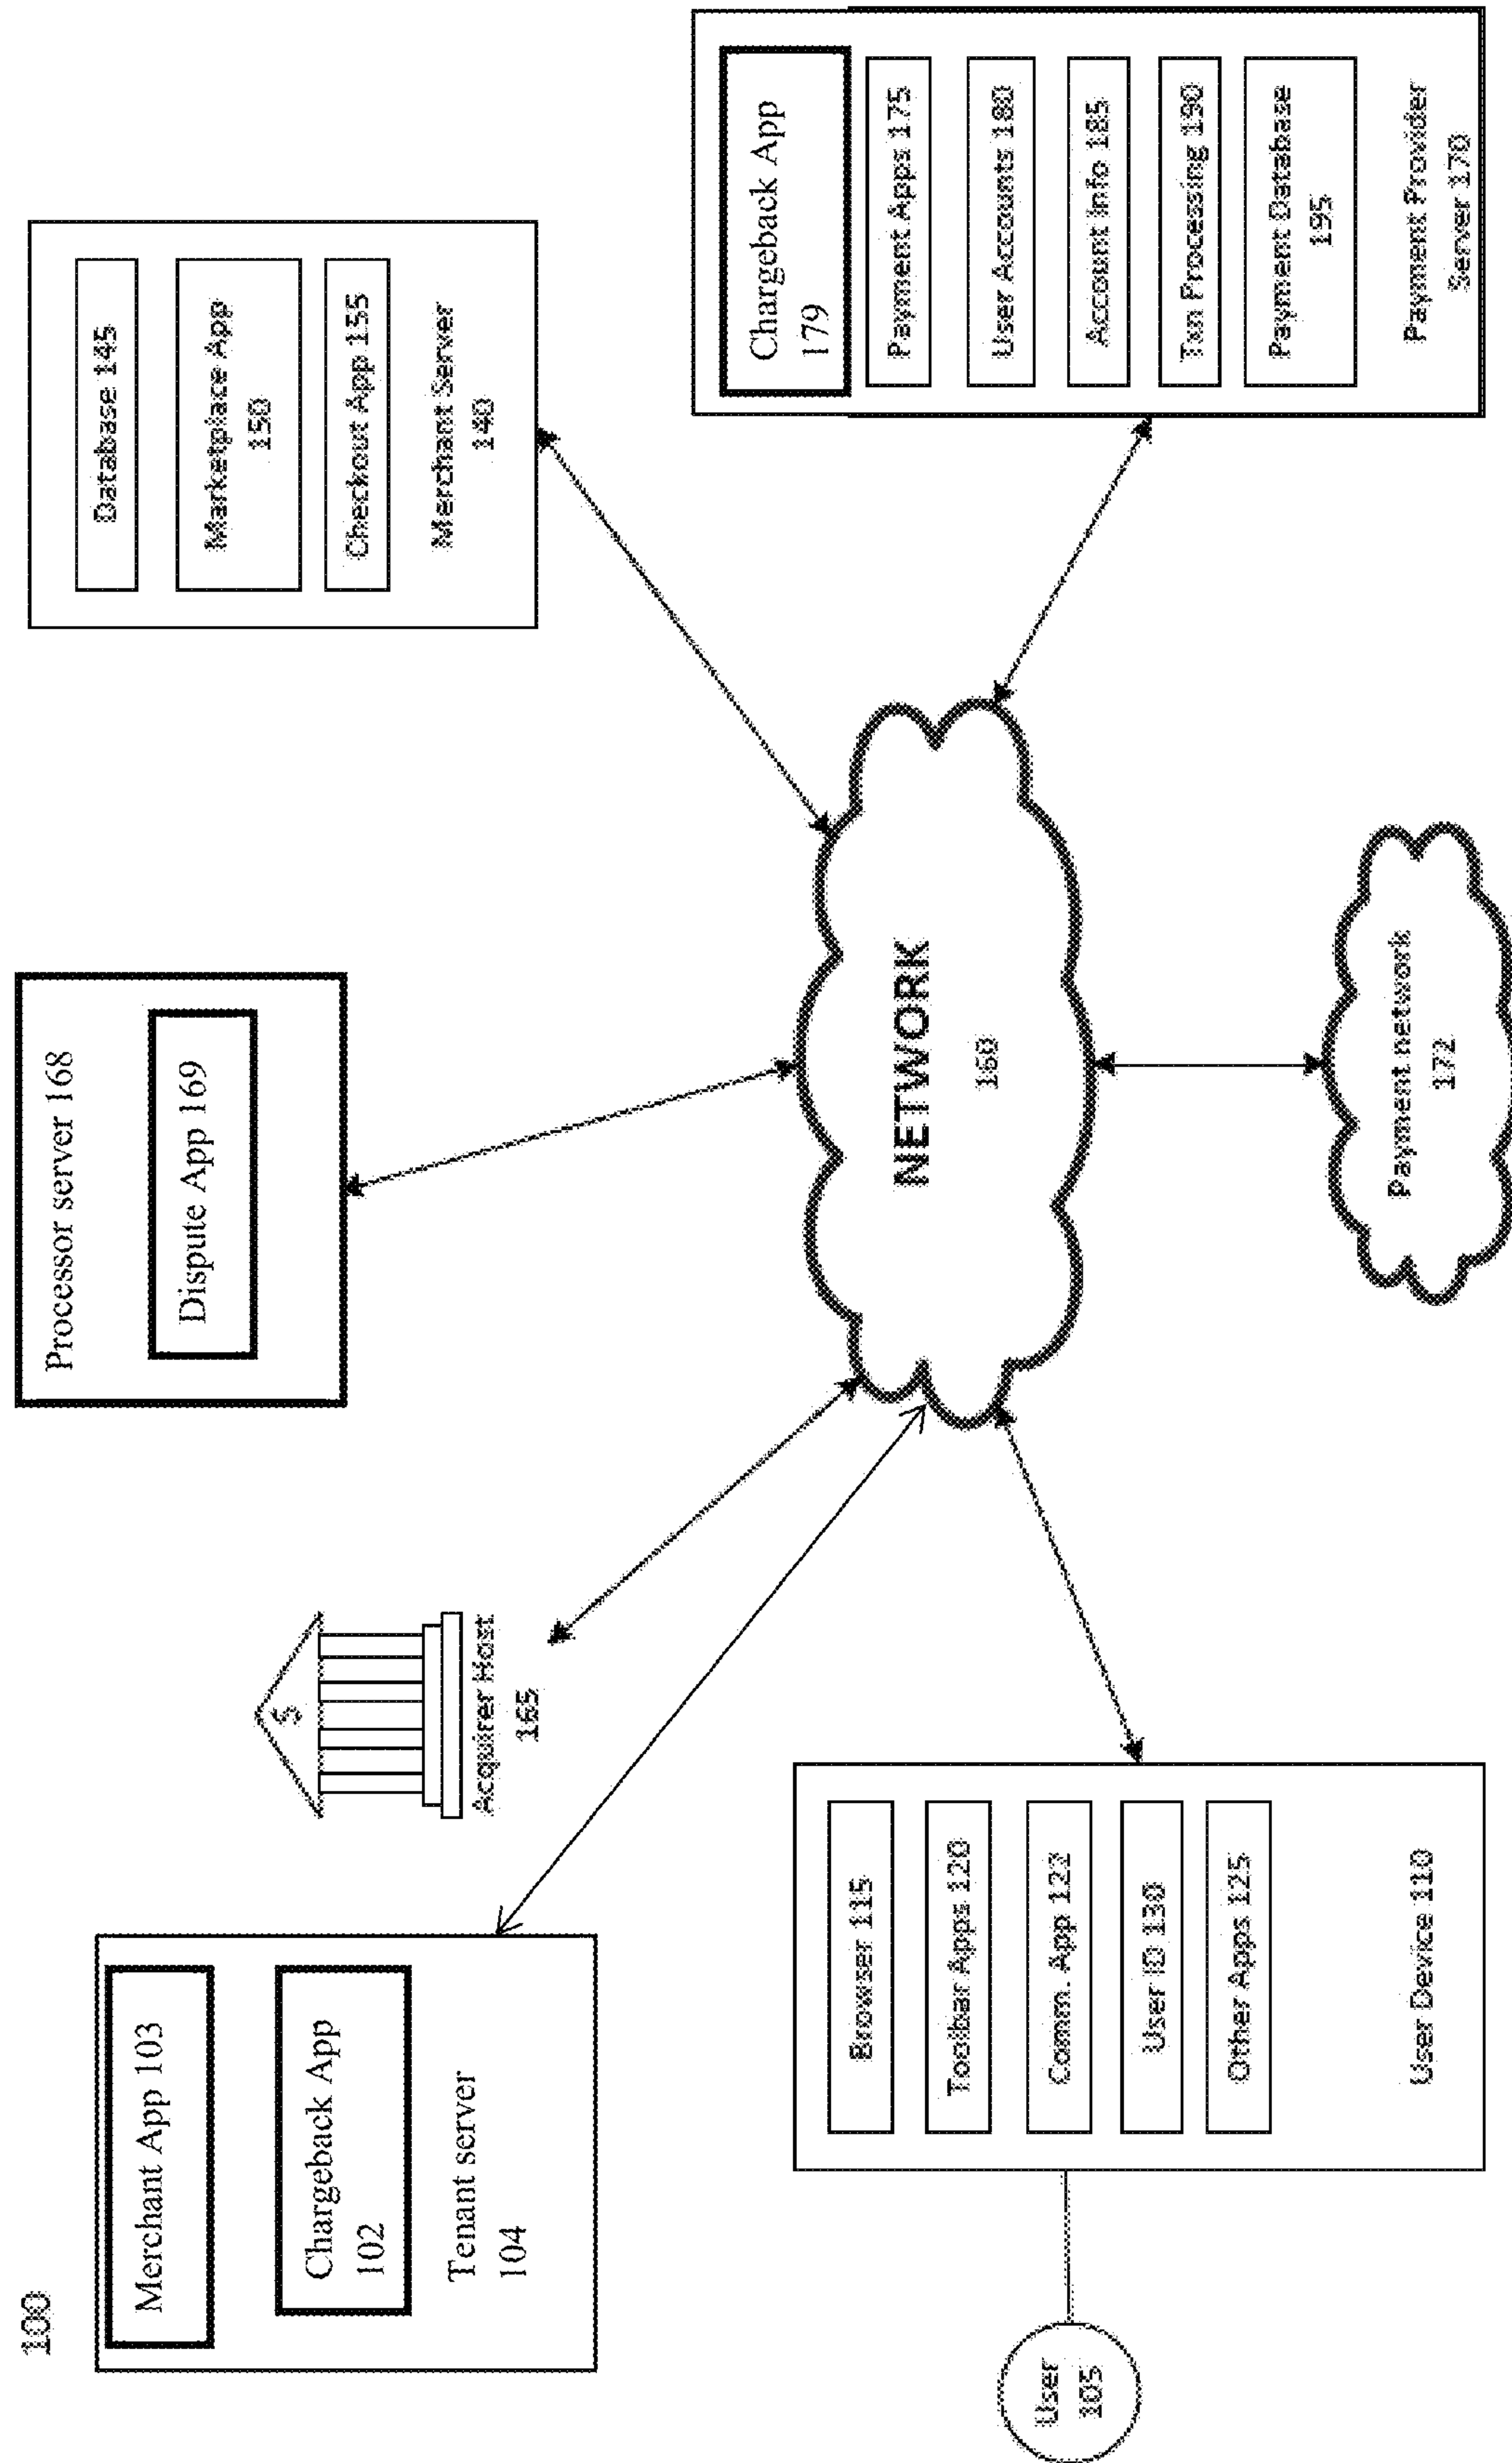 100
Merchant App 103
Chargeback App
102
Tenant server
104
$
Acquirer Host
165
Processor server 168
Dispute App 169
Database 145
Marketplace App
150
Checkout App 155
Merchant Server
140
NETWORK
160
User
105
Browser 115
Toolbar Apps 120
Comm. App 122
User ID 130
Other Apps 125
User Device 110
Payment network
172
Chargeback App
179
Payment Apps 175
User Accounts 180
Account Info 185
Txn Processing 190
Payment Database
195
Payment Provider
Server 170